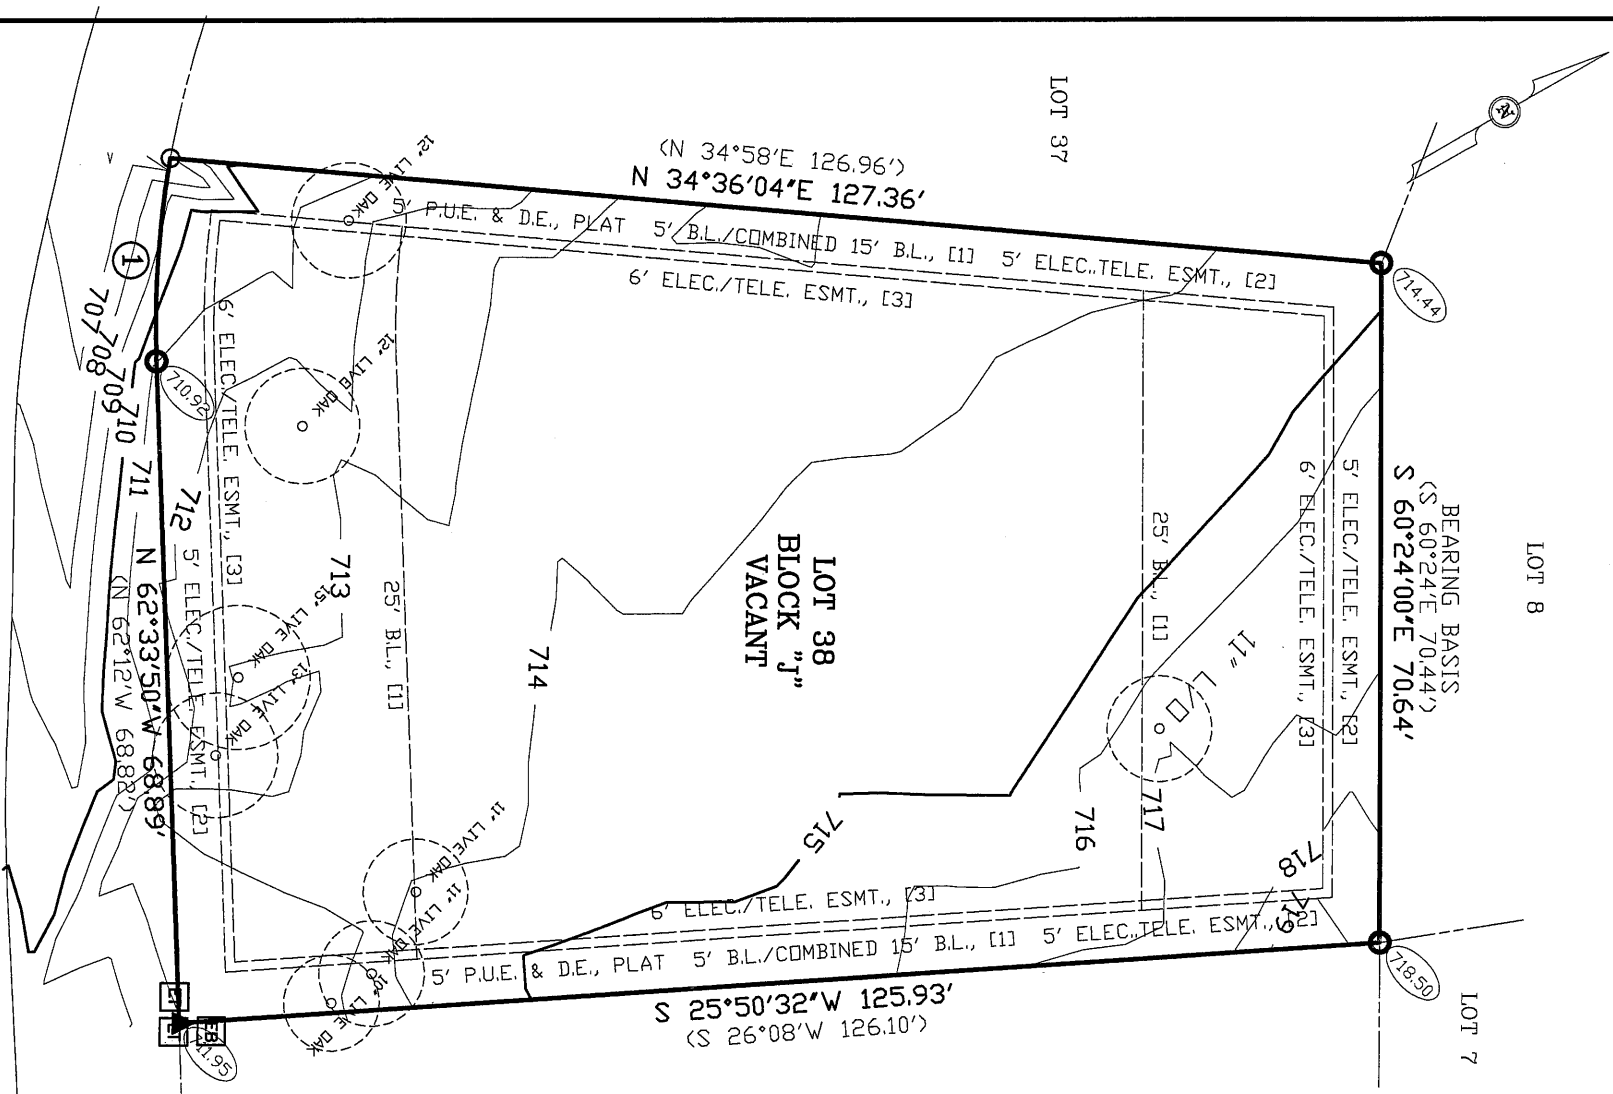 LOT 37
LOT 8
LOT 7
N
(N 34°58'E 126.96')
N 34°36'04"E 127.36'
5' P.U.E. & D.E., PLAT 5' B.L./COMBINED 15' B.L., [1] 5' ELEC./TELE. ESMT., [2]
6' ELEC./TELE. ESMT., [3]
714.44
BEARING BASIS
(S 60°24'E 70.44')
S 60°24'00"E 70.64'
5' ELEC./TELE. ESMT., [2]
6' ELEC./TELE. ESMT., [3]
25' B.L., [1]
12" LIVE OAK
12" LIVE OAK
15" LIVE OAK
13" LIVE OAK
11" LIVE OAK
11" LIVE OAK
10" LIVE OAK
11" L/O
LOT 38
BLOCK "J"
VACANT
1
707
708
709
710
711
712
713
714
715
716
717
718
719
710.92
6' ELEC./TELE. ESMT., [3]
5' ELEC./TELE. ESMT., [2]
25' B.L., [1]
N 62°33'50"W 68.89'
(N 62°12'W 68.82')
6' ELEC./TELE. ESMT., [3]
5' P.U.E. & D.E., PLAT 5' B.L./COMBINED 15' B.L., [1] 5' ELEC./TELE. ESMT., [2]
S 25°50'32"W 125.93'
(S 26°08'W 126.10')
718.50
EB
711.95